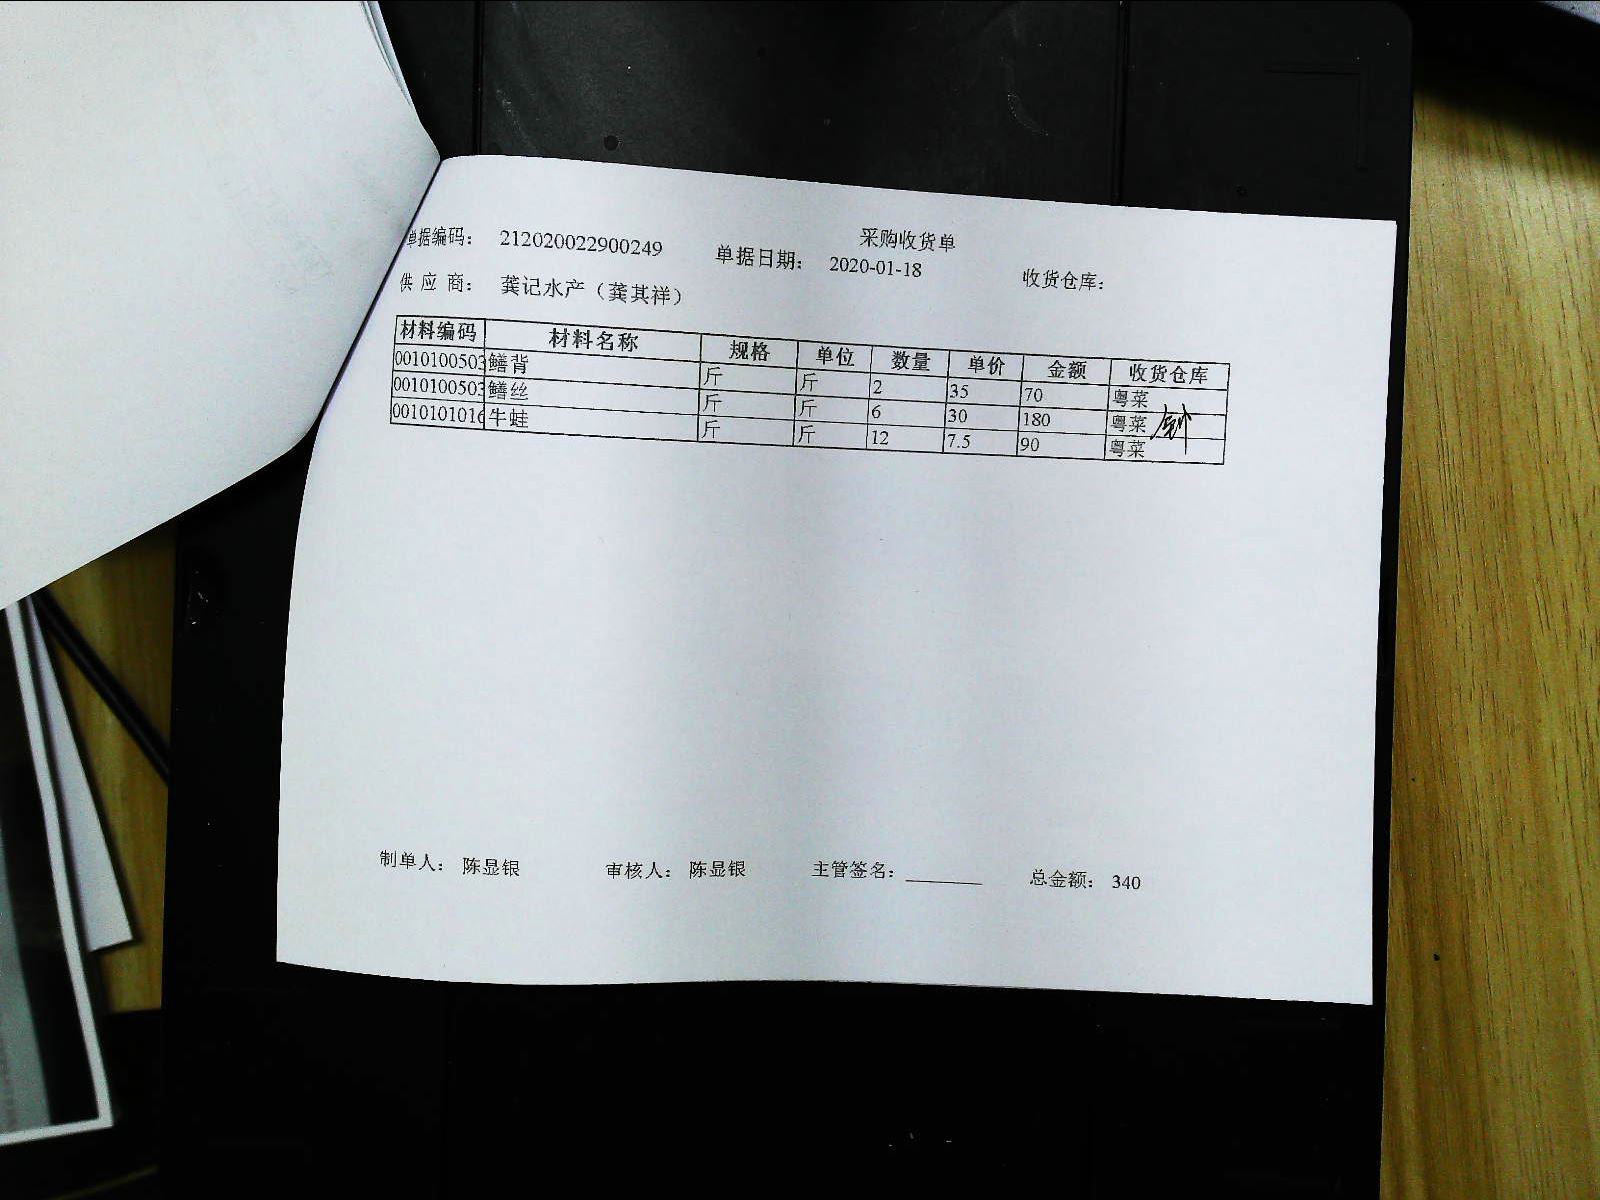 采购收货单
单据编码： 212020022900249 单据日期： 2020-01-18 收货仓库：
供 应 商： 龚记水产（龚其祥）
材料编码 材料名称 规格 单位 数量 单价 金额 收货仓库
0010100503 鳝背 斤 斤 2 35 70 粤菜
0010100503 鳝丝 斤 斤 6 30 180 粤菜
0010101016 牛蛙 斤 斤 12 7.5 90 粤菜
制单人： 陈显银 审核人： 陈显银 主管签名：________ 总金额： 340